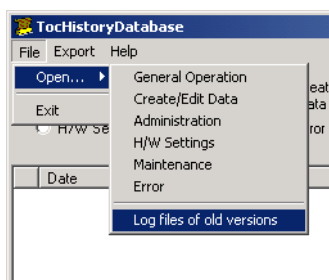 TocHistoryDatabase
File Export Help
Open...
General Operation
Create/Edit Data
Administration
H/W Settings
Maintenance
Error
Log files of old versions
Exit
H/W Se
Date